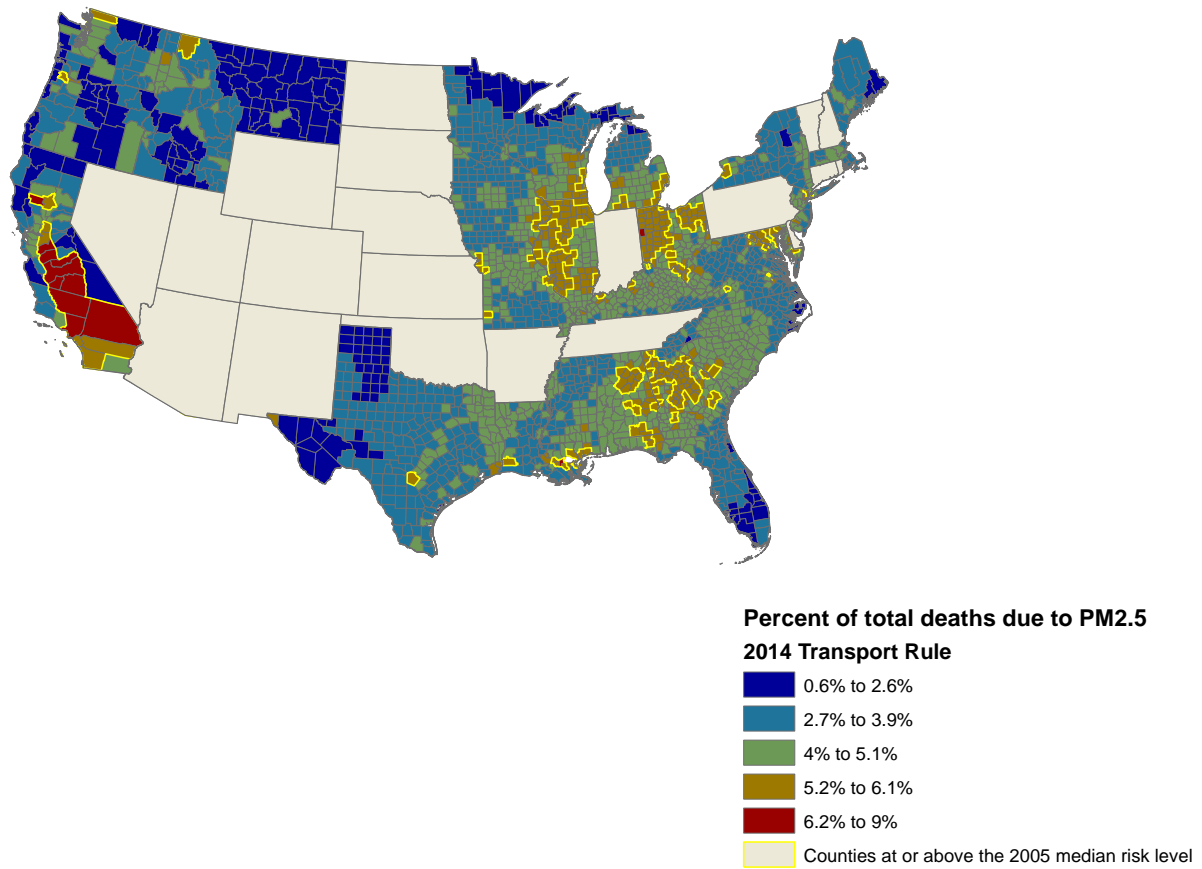 Percent of total deaths due to PM2.5
2014 Transport Rule
0.6% to 2.6%
2.7% to 3.9%
4% to 5.1%
5.2% to 6.1%
6.2% to 9%
Counties at or above the 2005 median risk level